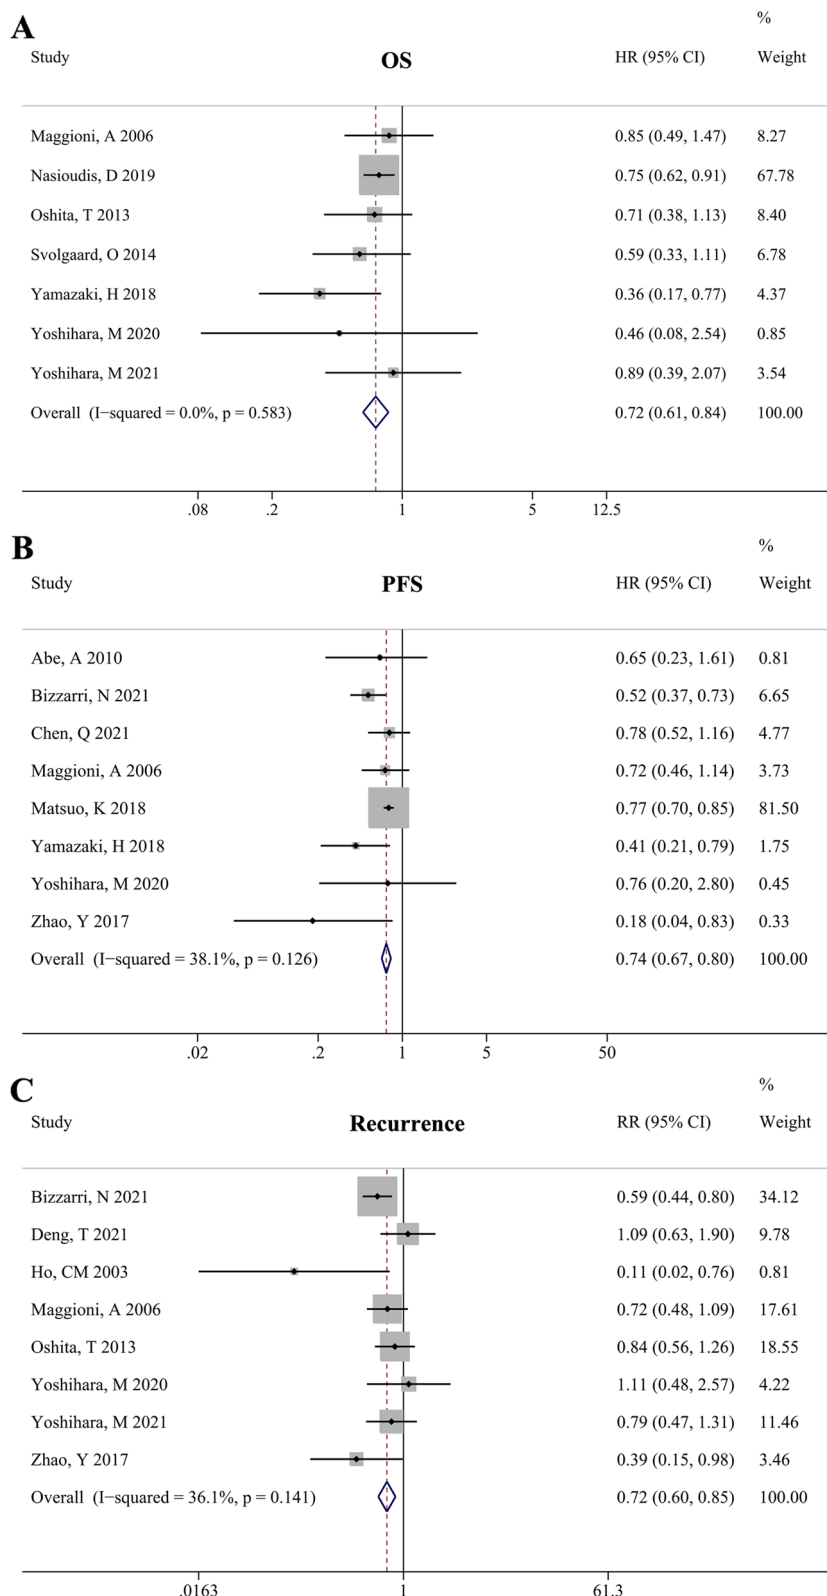 A
%
Study OS HR (95% CI) Weight
Maggioni, A 2006 0.85 (0.49, 1.47) 8.27
Nasioudis, D 2019 0.75 (0.62, 0.91) 67.78
Oshita, T 2013 0.71 (0.38, 1.13) 8.40
Svolgaard, O 2014 0.59 (0.33, 1.11) 6.78
Yamazaki, H 2018 0.36 (0.17, 0.77) 4.37
Yoshihara, M 2020 0.46 (0.08, 2.54) 0.85
Yoshihara, M 2021 0.89 (0.39, 2.07) 3.54
Overall (I−squared = 0.0%, p = 0.583) 0.72 (0.61, 0.84) 100.00
.08 .2 1 5 12.5
B
%
Study PFS HR (95% CI) Weight
Abe, A 2010 0.65 (0.23, 1.61) 0.81
Bizzarri, N 2021 0.52 (0.37, 0.73) 6.65
Chen, Q 2021 0.78 (0.52, 1.16) 4.77
Maggioni, A 2006 0.72 (0.46, 1.14) 3.73
Matsuo, K 2018 0.77 (0.70, 0.85) 81.50
Yamazaki, H 2018 0.41 (0.21, 0.79) 1.75
Yoshihara, M 2020 0.76 (0.20, 2.80) 0.45
Zhao, Y 2017 0.18 (0.04, 0.83) 0.33
Overall (I−squared = 38.1%, p = 0.126) 0.74 (0.67, 0.80) 100.00
.02 .2 1 5 50
C
%
Study Recurrence RR (95% CI) Weight
Bizzarri, N 2021 0.59 (0.44, 0.80) 34.12
Deng, T 2021 1.09 (0.63, 1.90) 9.78
Ho, CM 2003 0.11 (0.02, 0.76) 0.81
Maggioni, A 2006 0.72 (0.48, 1.09) 17.61
Oshita, T 2013 0.84 (0.56, 1.26) 18.55
Yoshihara, M 2020 1.11 (0.48, 2.57) 4.22
Yoshihara, M 2021 0.79 (0.47, 1.31) 11.46
Zhao, Y 2017 0.39 (0.15, 0.98) 3.46
Overall (I−squared = 36.1%, p = 0.141) 0.72 (0.60, 0.85) 100.00
.0163 1 61.3